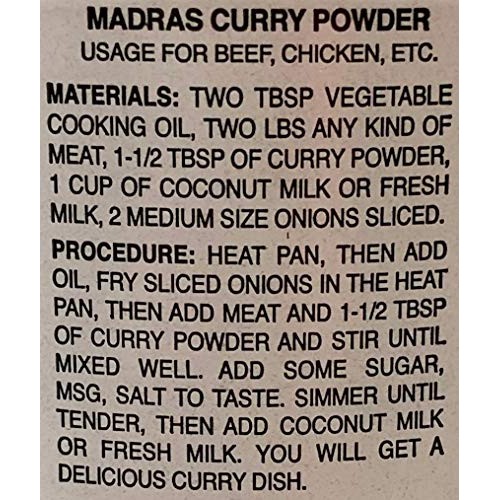 MADRAS CURRY POWDER
USAGE FOR BEEF, CHICKEN, ETC.
MATERIALS: TWO TBSP VEGETABLE
COOKING OIL, TWO LBS ANY KIND OF
MEAT, 1-1/2 TBSP OF CURRY POWDER,
1 CUP OF COCONUT MILK OR FRESH
MILK, 2 MEDIUM SIZE ONIONS SLICED.
PROCEDURE: HEAT PAN, THEN ADD
OIL, FRY SLICED ONIONS IN THE HEAT
PAN, THEN ADD MEAT AND 1-1/2 TBSP
OF CURRY POWDER AND STIR UNTIL
MIXED WELL. ADD SOME SUGAR,
MSG, SALT TO TASTE. SIMMER UNTIL
TENDER, THEN ADD COCONUT MILK
OR FRESH MILK. YOU WILL GET A
DELICIOUS CURRY DISH.